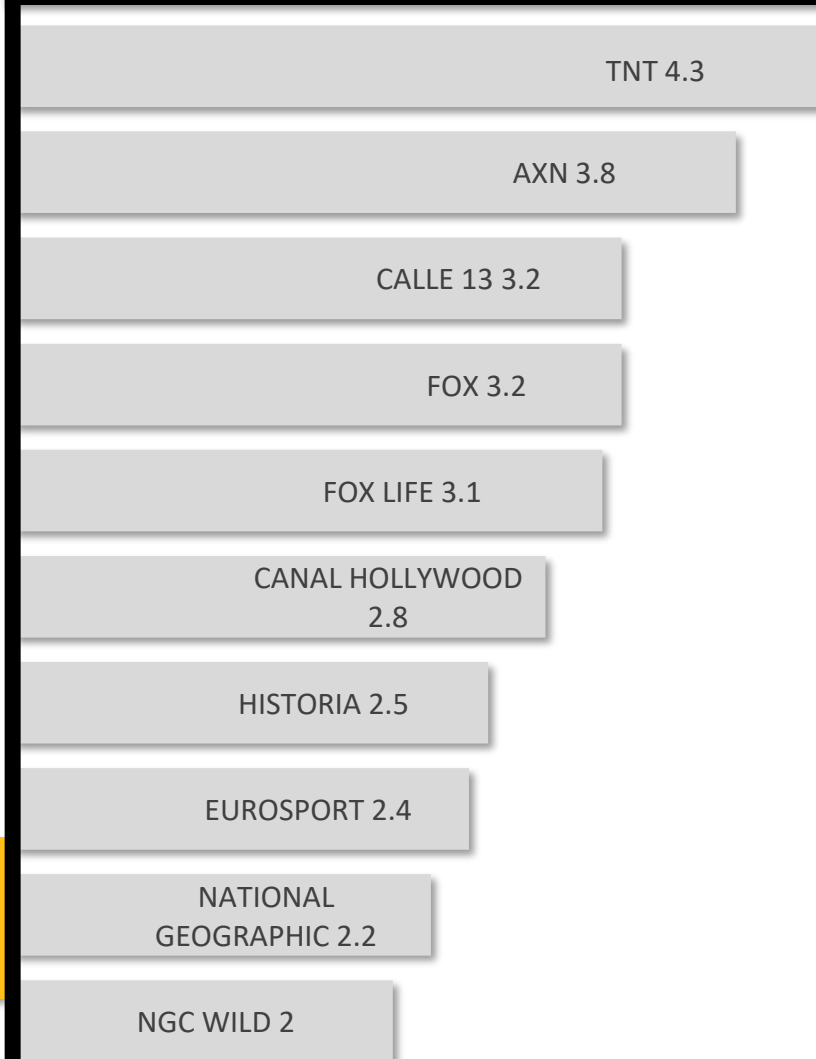 TNT 4.3
AXN 3.8
CALLE 13 3.2
FOX 3.2
FOX LIFE 3.1
CANAL HOLLYWOOD
2.8
HISTORIA 2.5
EUROSPORT 2.4
NATIONAL
GEOGRAPHIC 2.2
NGC WILD 2